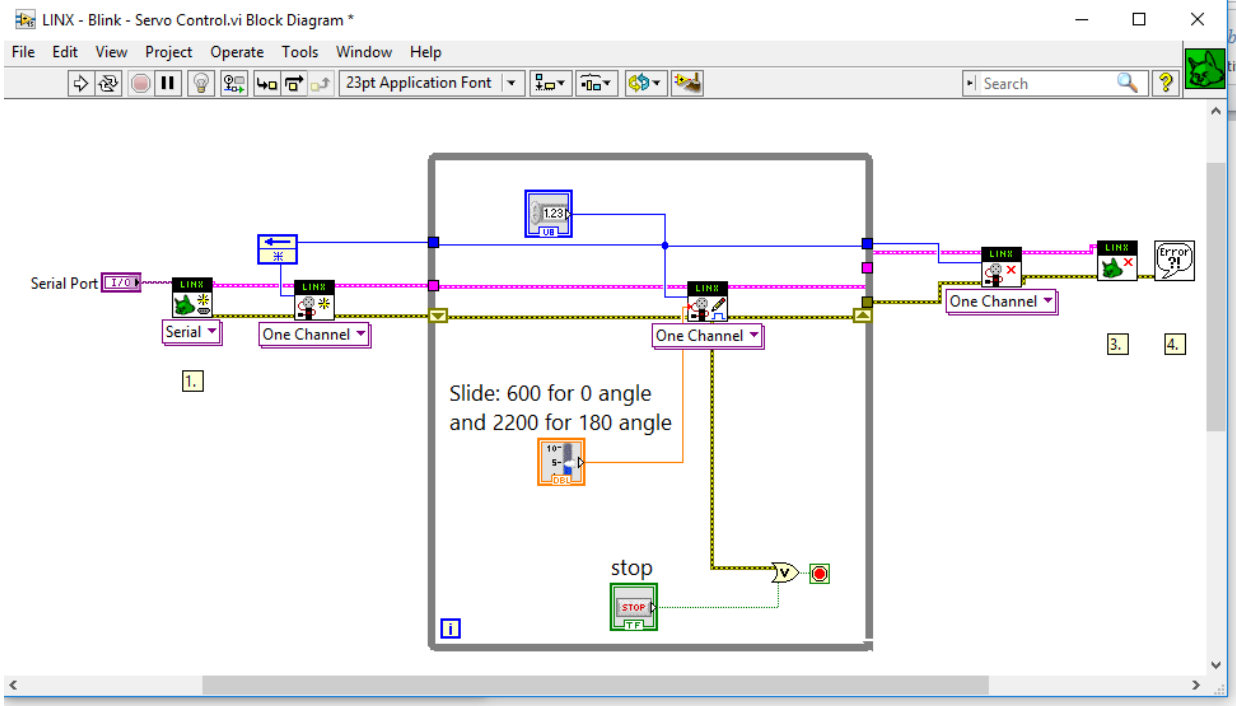 LINX - Blink - Servo Control.vi Block Diagram *
File Edit View Project Operate Tools Window Help
23pt Application Font
Search
1.23
U8
Serial Port
I/O
LINX
LINX
LINX
LINX
LINX
Error
?!
Serial
One Channel
One Channel
One Channel
1.
3.
4.
Slide: 600 for 0 angle
and 2200 for 180 angle
10-
5-
DBL
stop
STOP
TF
V
i